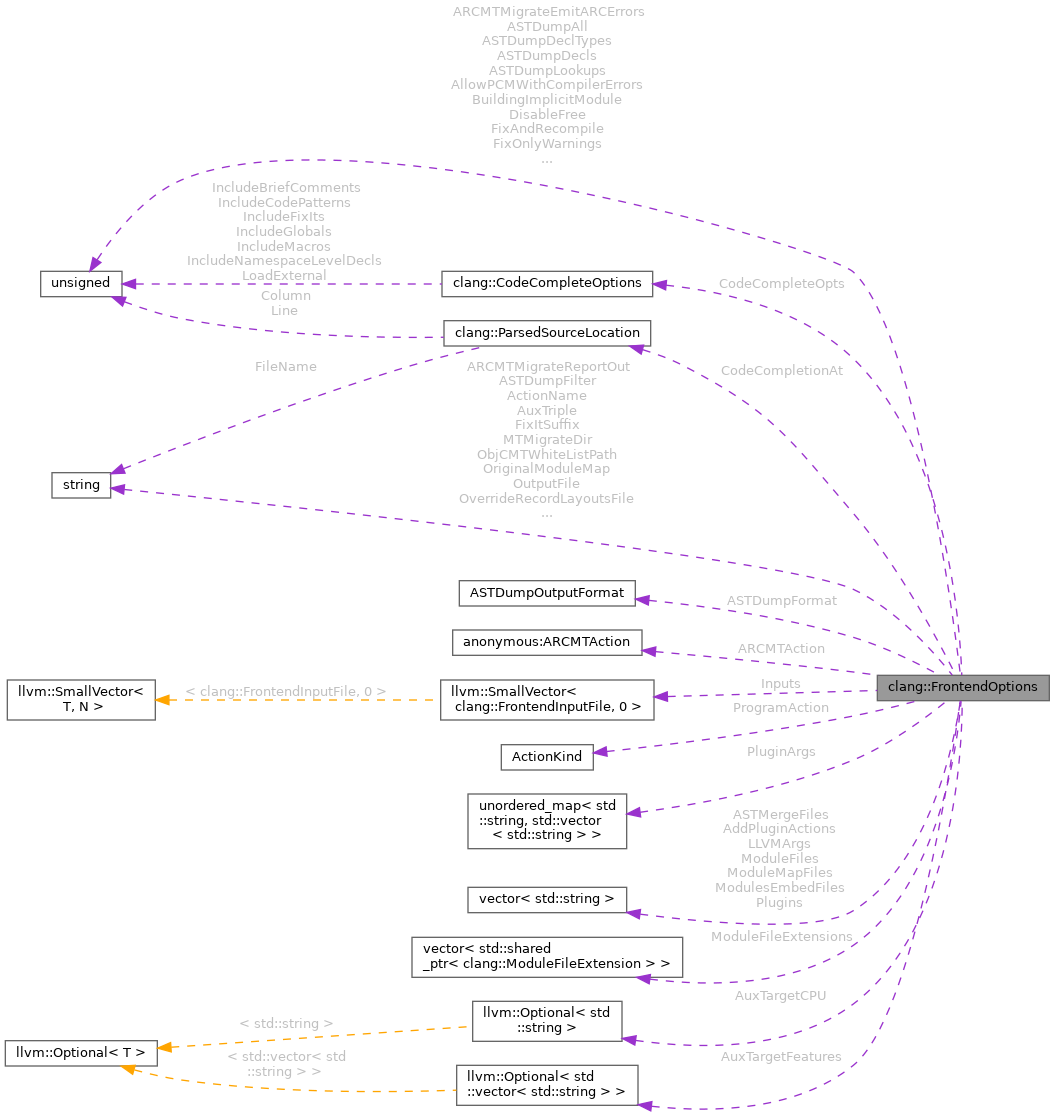 ARCMTMigrateEmitARCErrors
ASTDumpAll
ASTDumpDeclTypes
ASTDumpDecls
ASTDumpLookups
AllowPCMWithCompilerErrors
BuildingImplicitModule
DisableFree
FixAndRecompile
FixOnlyWarnings
...
IncludeBriefComments
IncludeCodePatterns
IncludeFixIts
IncludeGlobals
IncludeMacros
IncludeNamespaceLevelDecls
LoadExternal
unsigned
clang::CodeCompleteOptions
CodeCompleteOpts
Column
Line
clang::ParsedSourceLocation
FileName
CodeCompletionAt
ARCMTMigrateReportOut
ASTDumpFilter
ActionName
AuxTriple
FixItSuffix
MTMigrateDir
ObjCMTWhiteListPath
OriginalModuleMap
OutputFile
OverrideRecordLayoutsFile
...
string
ASTDumpOutputFormat
ASTDumpFormat
anonymous:ARCMTAction
ARCMTAction
clang::FrontendOptions
llvm::SmallVector<
T, N >
< clang::FrontendInputFile, 0 >
llvm::SmallVector<
clang::FrontendInputFile, 0 >
Inputs
ProgramAction
ActionKind
PluginArgs
unordered_map< std
::string, std::vector
< std::string > >
ASTMergeFiles
AddPluginActions
LLVMArgs
ModuleFiles
ModuleMapFiles
ModulesEmbedFiles
Plugins
vector< std::string >
vector< std::shared
_ptr< clang::ModuleFileExtension > >
ModuleFileExtensions
AuxTargetCPU
llvm::Optional< std
::string >
< std::string >
llvm::Optional< T >
< std::vector< std
::string > >
AuxTargetFeatures
llvm::Optional< std
::vector< std::string > >